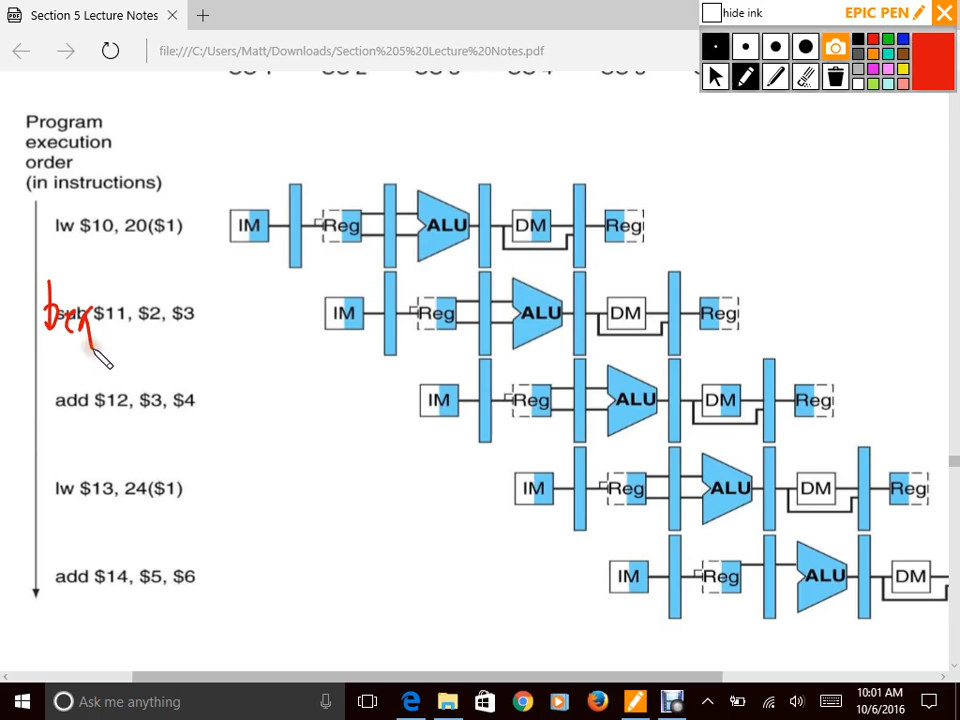 Section 5 Lecture Notes
hide ink
EPIC PEN
file:///C:/Users/Matt/Downloads/Section%205%20Lecture%20Notes.pdf
Program
execution
order
(in instructions)
lw $10, 20($1)
IM
Reg
ALU
DM
Reg
beq
sub $11, $2, $3
IM
Reg
ALU
DM
Reg
add $12, $3, $4
IM
Reg
ALU
DM
Reg
lw $13, 24($1)
IM
Reg
ALU
DM
Reg
add $14, $5, $6
IM
Reg
ALU
DM
Ask me anything
10:01 AM
10/6/2016